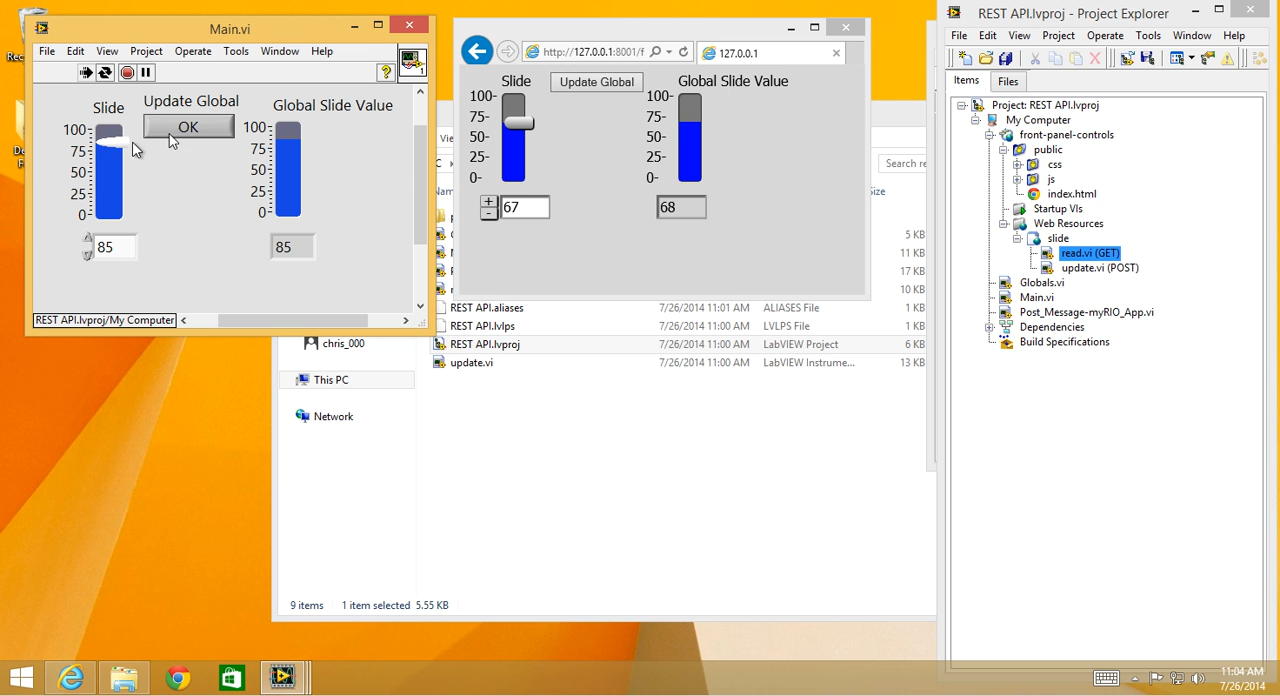 Rec
De
F
Main.vi
File Edit View Project Operate Tools Window Help
1
Slide
Update Global
OK
Global Slide Value
100-
75-
50-
25-
0-
100-
75-
50-
25-
0-
85
85
REST API.lvproj/My Computer
http://127.0.0.1:8001/f
127.0.0.1
Slide
Update Global
Global Slide Value
100-
75-
50-
25-
0-
100-
75-
50-
25-
0-
+
-
67
68
Vie
C
Search re
Nam
Size
5 KB
11 KB
17 KB
10 KB
REST API.aliases 7/26/2014 11:01 AM ALIASES File 1 KB
REST API.lvlps 7/26/2014 11:00 AM LVLPS File 1 KB
REST API.lvproj 7/26/2014 11:00 AM LabVIEW Project 6 KB
update.vi 7/26/2014 11:00 AM LabVIEW Instrume... 13 KB
chris_000
This PC
Network
9 items 1 item selected 5.55 KB
REST API.lvproj - Project Explorer
File Edit View Project Operate Tools Window Help
Items Files
Project: REST API.lvproj
My Computer
front-panel-controls
public
css
js
index.html
Startup VIs
Web Resources
slide
read.vi (GET)
update.vi (POST)
Globals.vi
Main.vi
Post_Message-myRIO_App.vi
Dependencies
Build Specifications
11:04 AM
7/26/2014